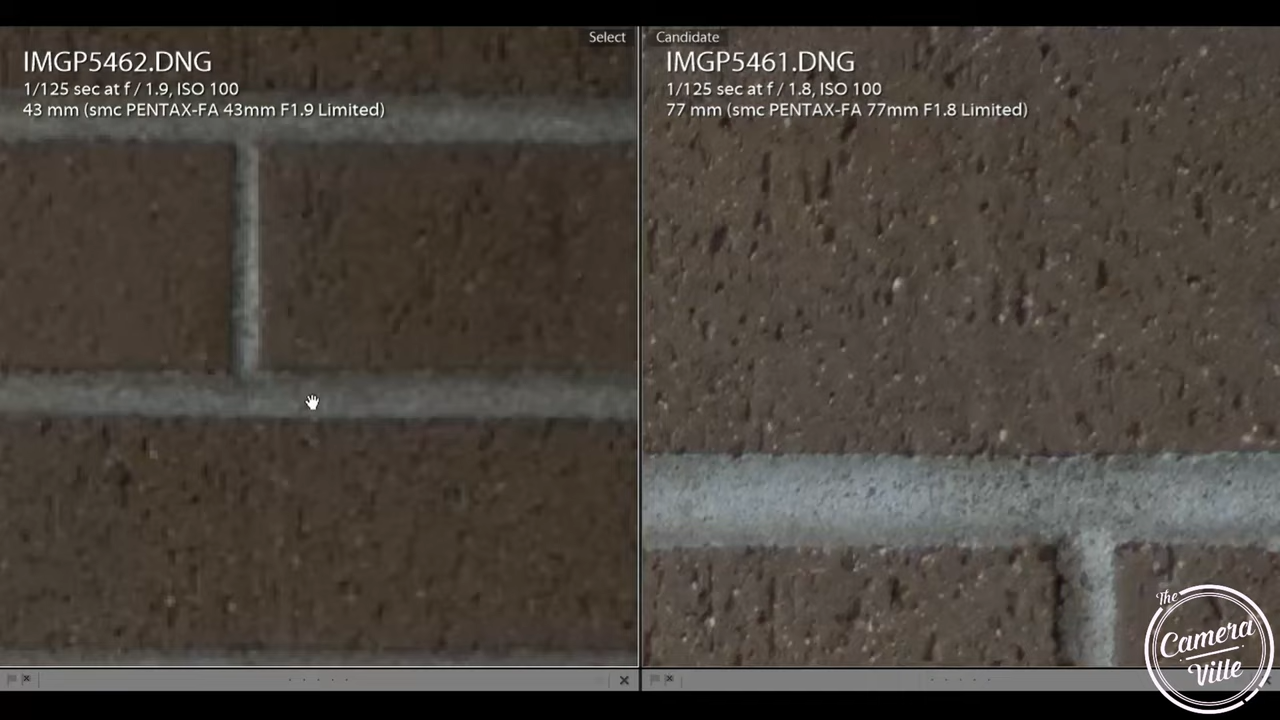 Select
IMGP5462.DNG
1/125 sec at f / 1.9, ISO 100
43 mm (smc PENTAX-FA 43mm F1.9 Limited)
Candidate
IMGP5461.DNG
1/125 sec at f / 1.8, ISO 100
77 mm (smc PENTAX-FA 77mm F1.8 Limited)
The
Camera
Ville